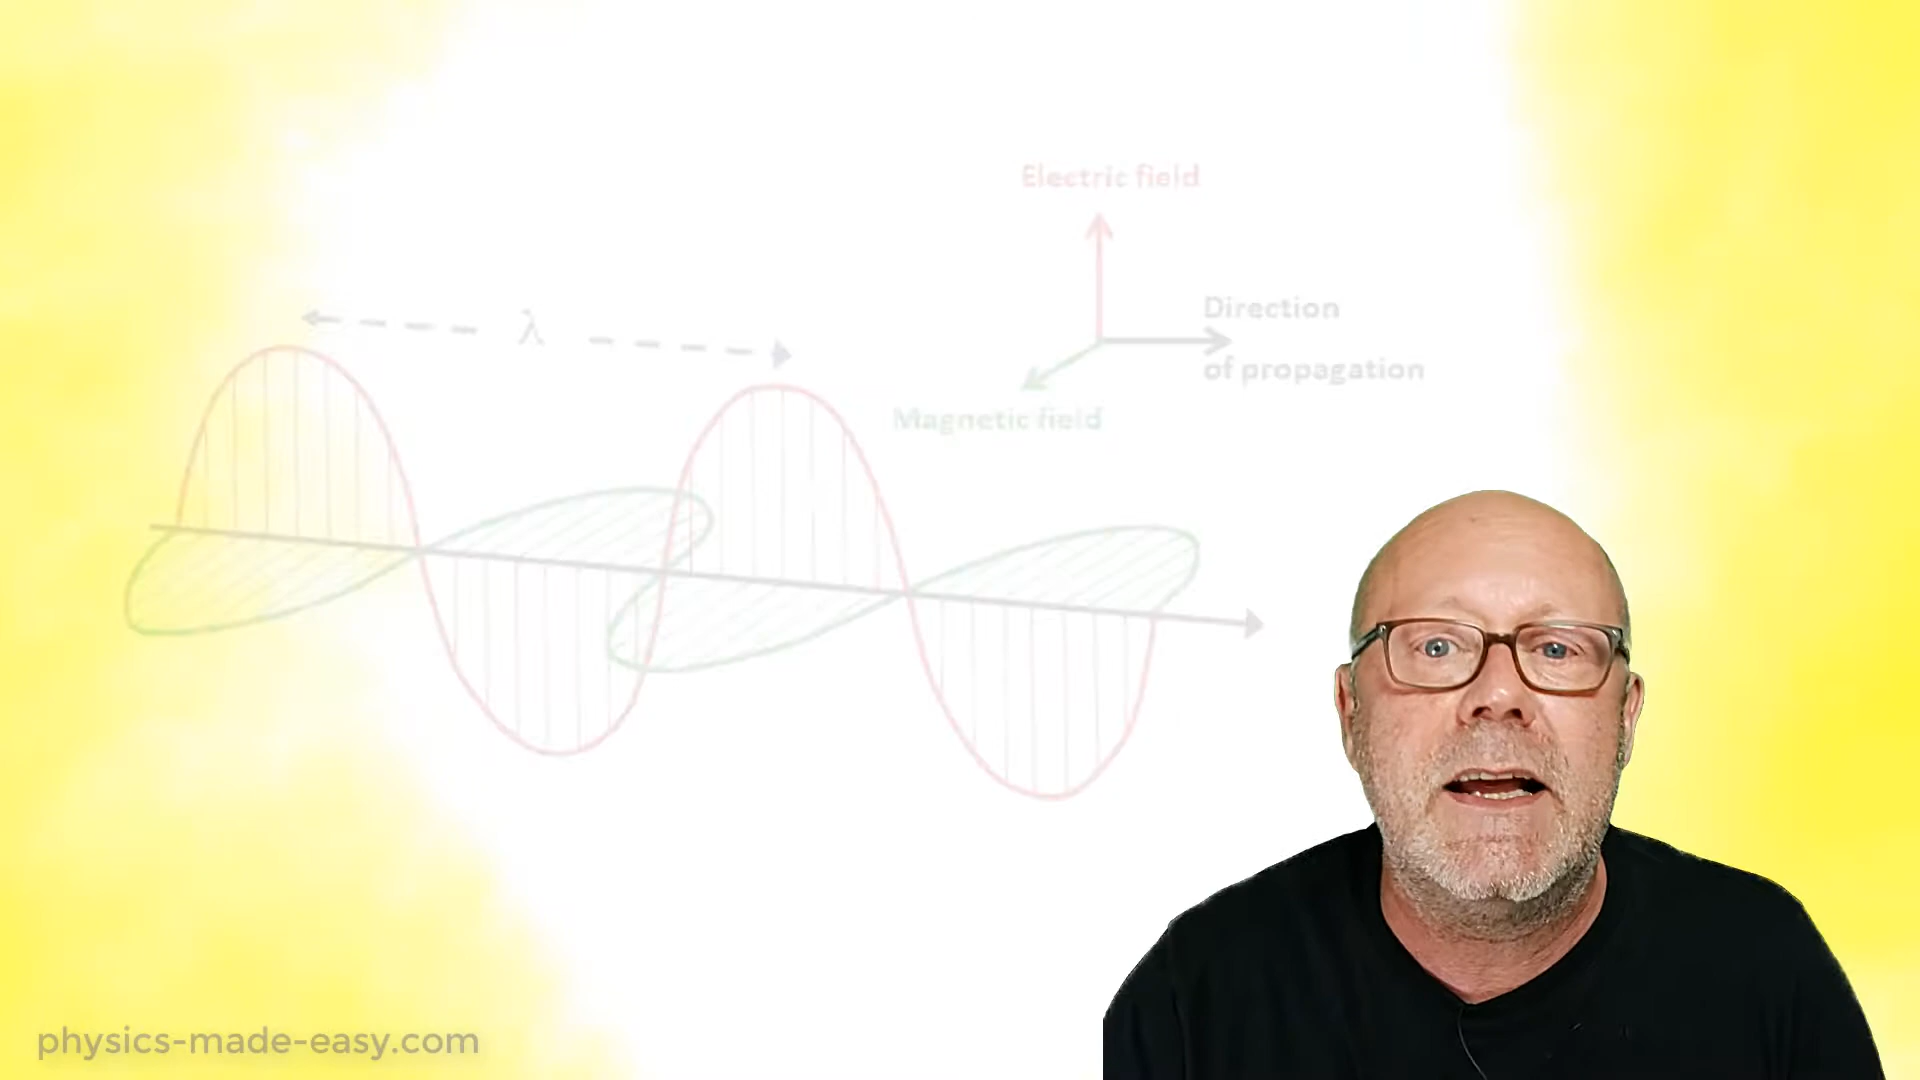 Electric field
λ
Direction
of propagation
Magnetic field
physics-made-easy.com